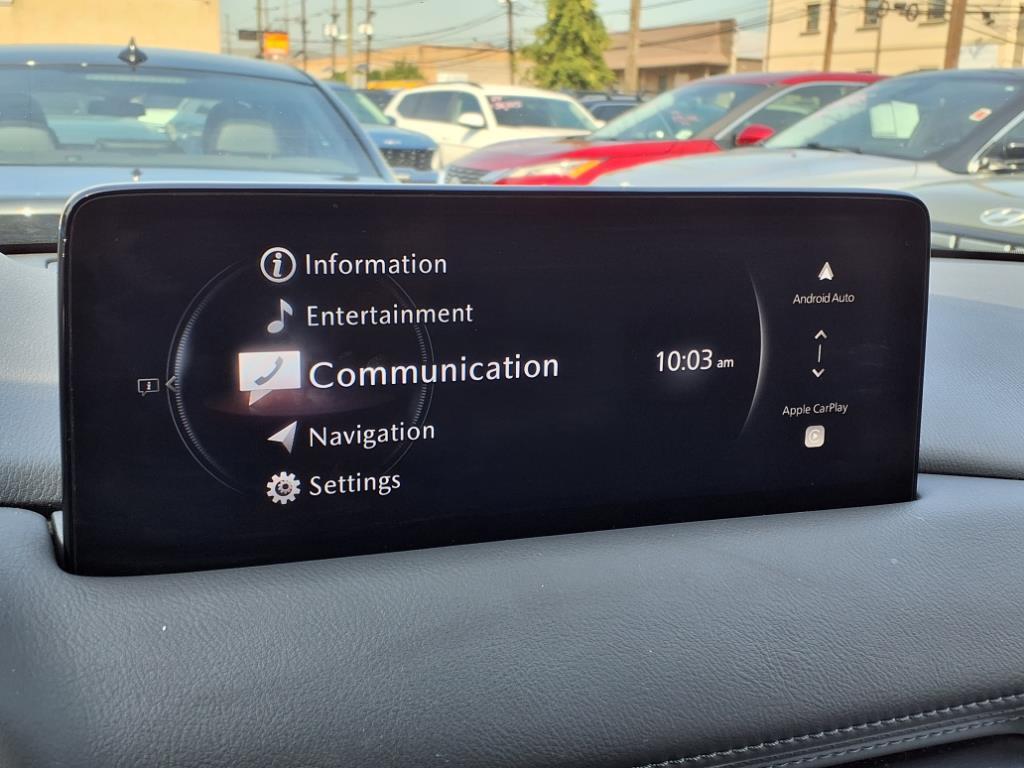 Information
Entertainment
Communication
Navigation
Settings
10:03 am
Android Auto
Apple CarPlay